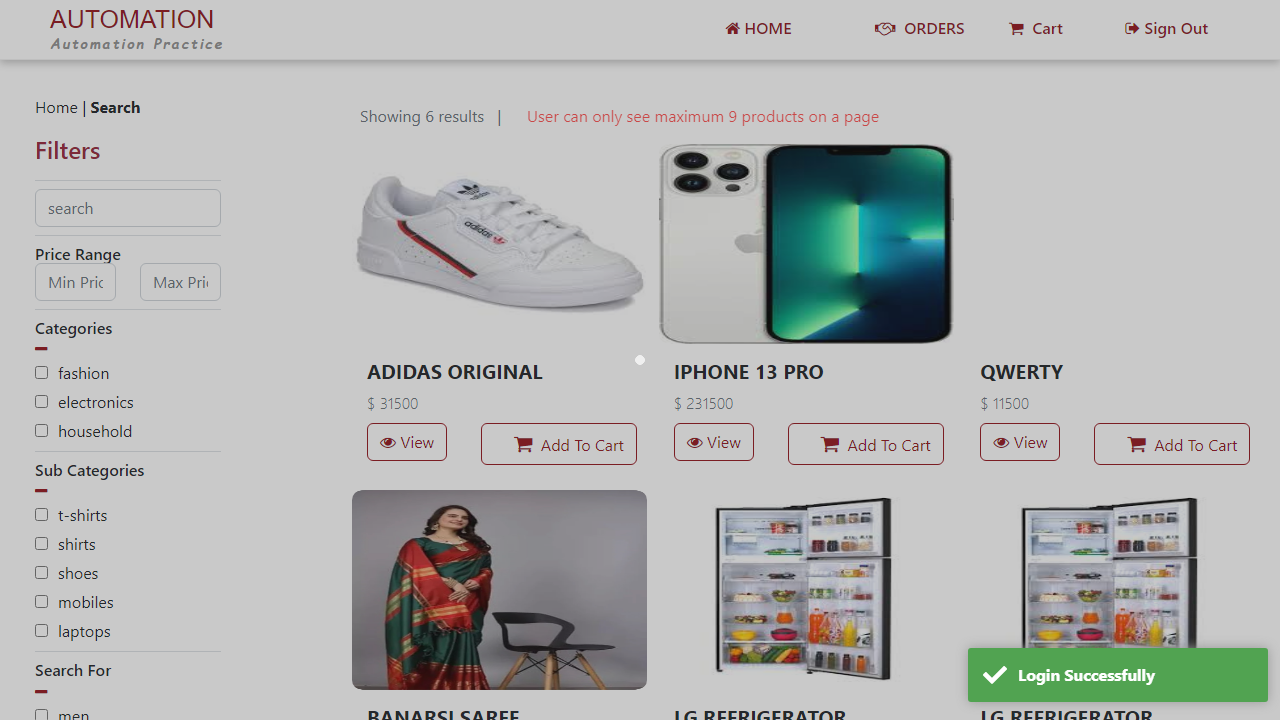 AUTOMATION
Automation Practice
HOME
ORDERS
Cart
Sign Out
Home | Search
Filters
search
Price Range
Min Pric
Max Pri
Categories
fashion
electronics
household
Sub Categories
t-shirts
shirts
shoes
mobiles
laptops
Search For
men
Showing 6 results |
User can only see maximum 9 products on a page
adidas
ADIDAS ORIGINAL
$ 31500
View
Add To Cart
IPHONE 13 PRO
$ 231500
View
Add To Cart
QWERTY
$ 11500
View
Add To Cart
BANARSI SAREE
LG REFRIGERATOR
LG REFRIGERATOR
Login Successfully